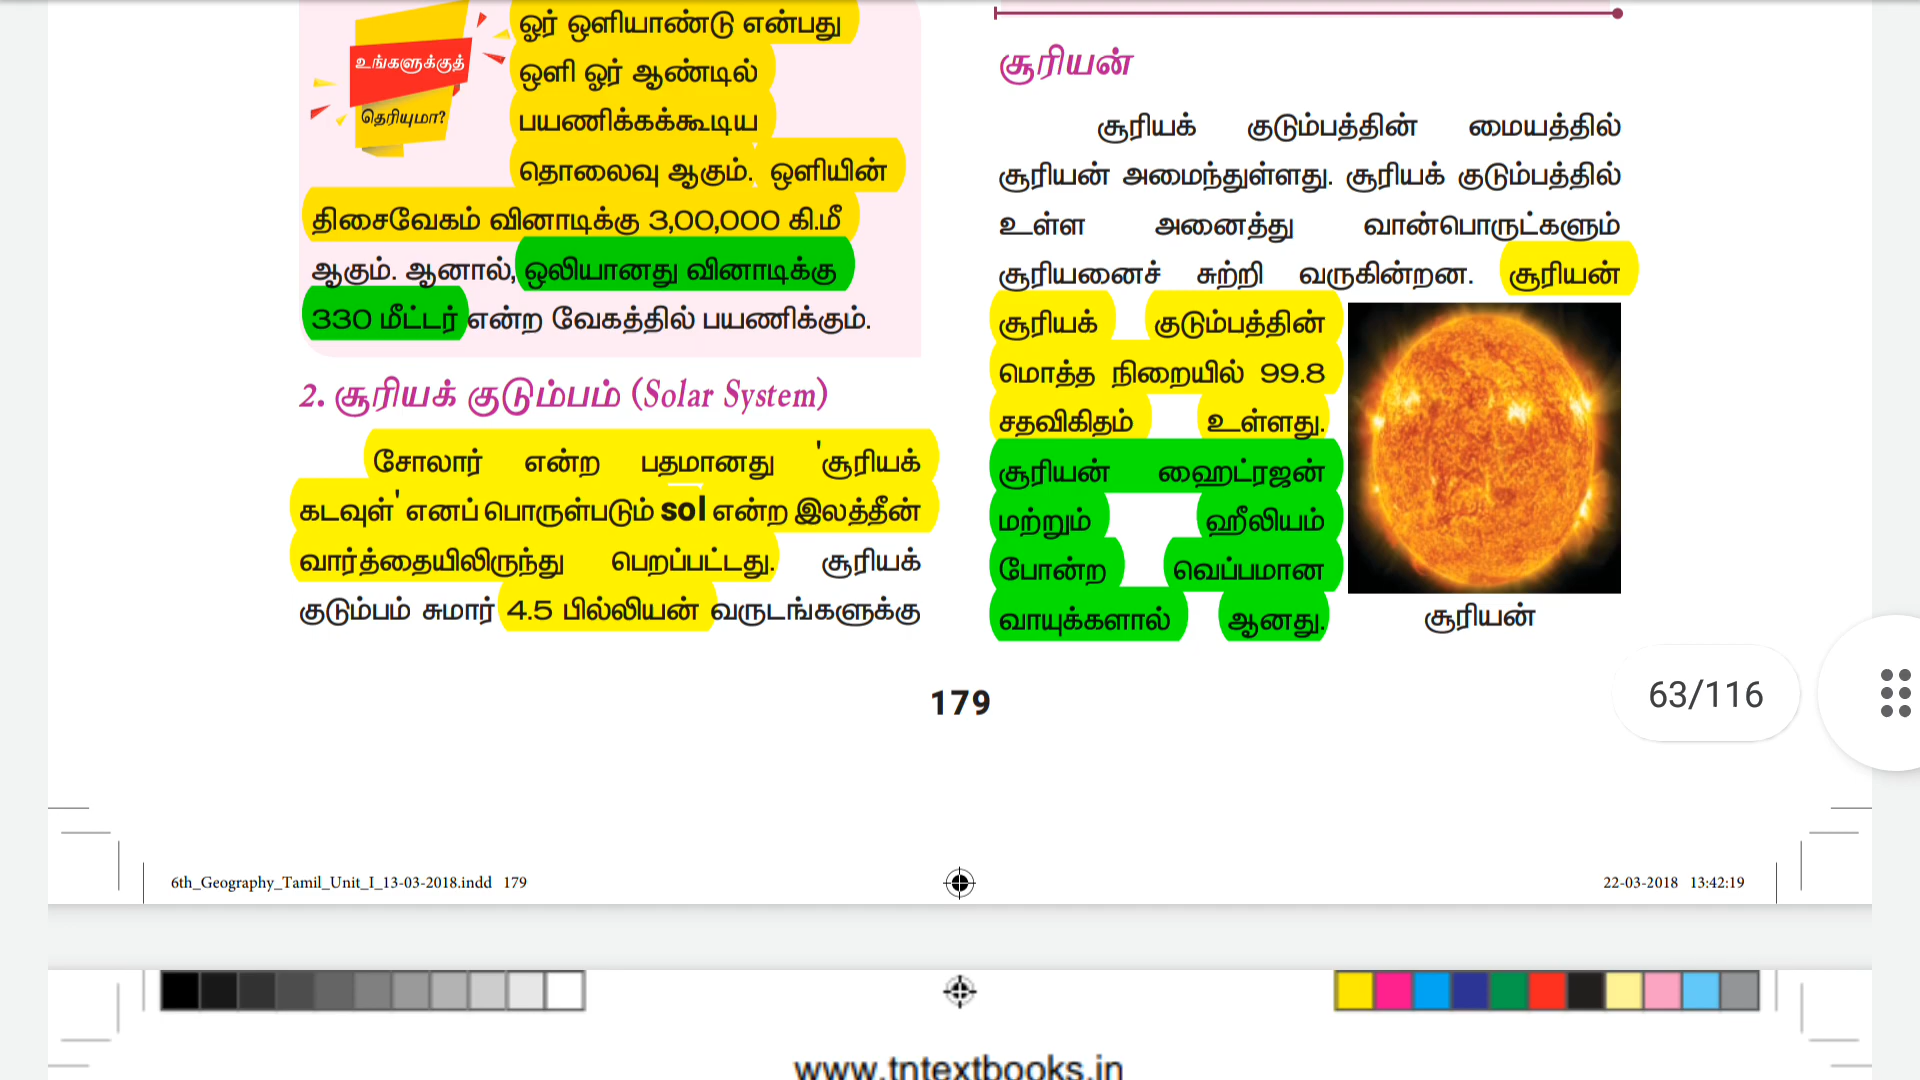 உங்களுக்குத்
தெரியுமா?
ஓர் ஒளியாண்டு என்பது
ஒளி ஓர் ஆண்டில்
பயணிக்கக்கூடிய
தொலைவு ஆகும். ஒளியின்
திசைவேகம் வினாடிக்கு 3,00,000 கி.மீ
ஆகும். ஆனால், ஒலியானது வினாடிக்கு
330 மீட்டர் என்ற வேகத்தில் பயணிக்கும்.
2. சூரியக் குடும்பம் (Solar System)
சோலார் என்ற பதமானது 'சூரியக்
கடவுள்' எனப் பொருள்படும் sol என்ற இலத்தீன்
வார்த்தையிலிருந்து பெறப்பட்டது. சூரியக்
குடும்பம் சுமார் 4.5 பில்லியன் வருடங்களுக்கு
சூரியன்
சூரியக் குடும்பத்தின் மையத்தில்
சூரியன் அமைந்துள்ளது. சூரியக் குடும்பத்தில்
உள்ள அனைத்து வான்பொருட்களும்
சூரியனைச் சுற்றி வருகின்றன. சூரியன்
சூரியக் குடும்பத்தின்
மொத்த நிறையில் 99.8
சதவிகிதம் உள்ளது.
சூரியன் ஹைட்ரஜன்
மற்றும் ஹீலியம்
போன்ற வெப்பமான
வாயுக்களால் ஆனது.
சூரியன்
63/116
179
6th_Geography_Tamil_Unit_I_13-03-2018.indd 179
22-03-2018 13:42:19
www.tntextbooks.in